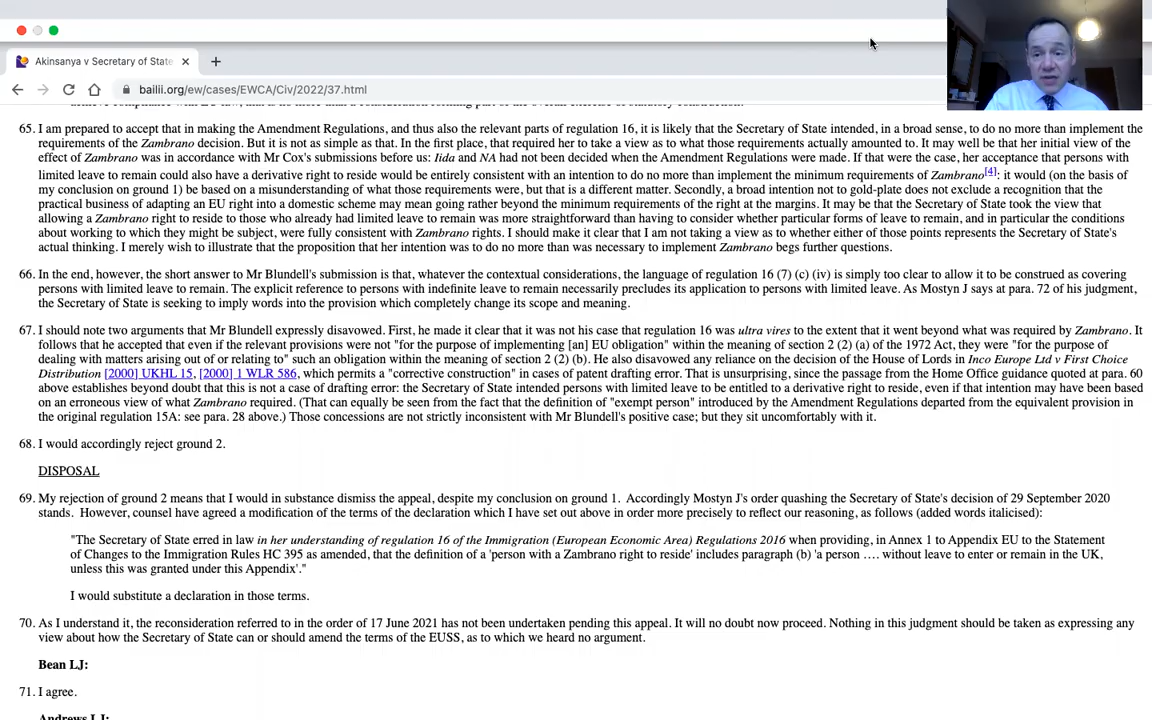 Akinsanya v Secretary of State
bailii.org/ew/cases/EWCA/Civ/2022/37.html
65. I am prepared to accept that in making the Amendment Regulations, and thus also the relevant parts of regulation 16, it is likely that the Secretary of State intended, in a broad sense, to do no more than implement the
requirements of the Zambrano decision. But it is not as simple as that. In the first place, that required her to take a view as to what those requirements actually amounted to. It may well be that her initial view of the
effect of Zambrano was in accordance with Mr Cox's submissions before us: Iida and NA had not been decided when the Amendment Regulations were made. If that were the case, her acceptance that persons with
limited leave to remain could also have a derivative right to reside would be entirely consistent with an intention to do no more than implement the minimum requirements of Zambrano[4]: it would (on the basis of
my conclusion on ground 1) be based on a misunderstanding of what those requirements were, but that is a different matter. Secondly, a broad intention not to gold-plate does not exclude a recognition that the
practical business of adapting an EU right into a domestic scheme may mean going rather beyond the minimum requirements of the right at the margins. It may be that the Secretary of State took the view that
allowing a Zambrano right to reside to those who already had limited leave to remain was more straightforward than having to consider whether particular forms of leave to remain, and in particular the conditions
about working to which they might be subject, were fully consistent with Zambrano rights. I should make it clear that I am not taking a view as to whether either of those points represents the Secretary of State's
actual thinking. I merely wish to illustrate that the proposition that her intention was to do no more than was necessary to implement Zambrano begs further questions.
66. In the end, however, the short answer to Mr Blundell's submission is that, whatever the contextual considerations, the language of regulation 16 (7) (c) (iv) is simply too clear to allow it to be construed as covering
persons with limited leave to remain. The explicit reference to persons with indefinite leave to remain necessarily precludes its application to persons with limited leave. As Mostyn J says at para. 72 of his judgment,
the Secretary of State is seeking to imply words into the provision which completely change its scope and meaning.
67. I should note two arguments that Mr Blundell expressly disavowed. First, he made it clear that it was not his case that regulation 16 was ultra vires to the extent that it went beyond what was required by Zambrano. It
follows that he accepted that even if the relevant provisions were not "for the purpose of implementing [an] EU obligation" within the meaning of section 2 (2) (a) of the 1972 Act, they were "for the purpose of
dealing with matters arising out of or relating to" such an obligation within the meaning of section 2 (2) (b). He also disavowed any reliance on the decision of the House of Lords in Inco Europe Ltd v First Choice
Distribution [2000] UKHL 15, [2000] 1 WLR 586, which permits a "corrective construction" in cases of patent drafting error. That is unsurprising, since the passage from the Home Office guidance quoted at para. 60
above establishes beyond doubt that this is not a case of drafting error: the Secretary of State intended persons with limited leave to be entitled to a derivative right to reside, even if that intention may have been based
on an erroneous view of what Zambrano required. (That can equally be seen from the fact that the definition of "exempt person" introduced by the Amendment Regulations departed from the equivalent provision in
the original regulation 15A: see para. 28 above.) Those concessions are not strictly inconsistent with Mr Blundell's positive case; but they sit uncomfortably with it.
68. I would accordingly reject ground 2.
DISPOSAL
69. My rejection of ground 2 means that I would in substance dismiss the appeal, despite my conclusion on ground 1. Accordingly Mostyn J's order quashing the Secretary of State's decision of 29 September 2020
stands. However, counsel have agreed a modification of the terms of the declaration which I have set out above in order more precisely to reflect our reasoning, as follows (added words italicised):
"The Secretary of State erred in law in her understanding of regulation 16 of the Immigration (European Economic Area) Regulations 2016 when providing, in Annex 1 to Appendix EU to the Statement
of Changes to the Immigration Rules HC 395 as amended, that the definition of a 'person with a Zambrano right to reside' includes paragraph (b) 'a person .... without leave to enter or remain in the UK,
unless this was granted under this Appendix'."
I would substitute a declaration in those terms.
70. As I understand it, the reconsideration referred to in the order of 17 June 2021 has not been undertaken pending this appeal. It will no doubt now proceed. Nothing in this judgment should be taken as expressing any
view about how the Secretary of State can or should amend the terms of the EUSS, as to which we heard no argument.
Bean LJ:
71. I agree.
Andrews LJ: